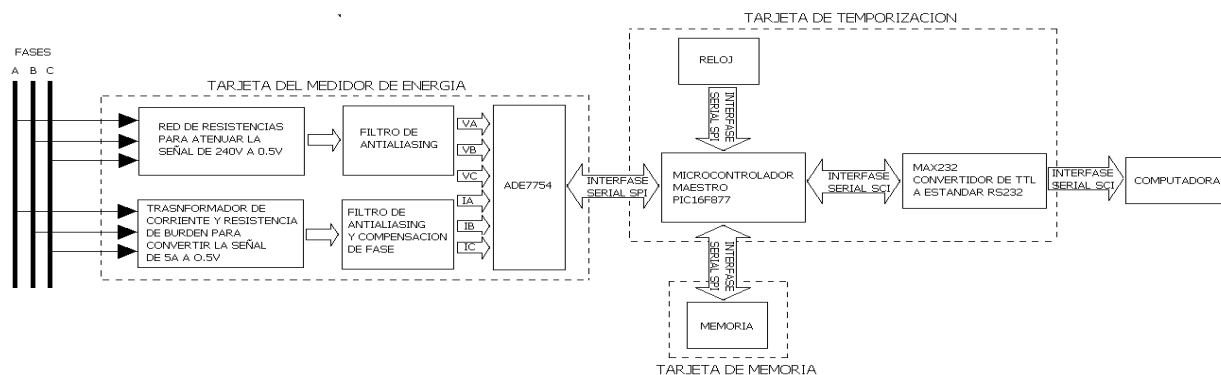 TARJETA DE TEMPORIZACION
FASES
A B C
TARJETA DEL MEDIDOR DE ENERGIA
RELOJ
INTERFASE
SERIAL SPI
RED DE RESISTENCIAS
PARA ATENUAR LA
SEÑAL DE 240V A 0.5V
FILTRO DE
ANTIALIASING
VA
VB
VC
IA
IB
IC
ADE7754
TRASNFORMADOR DE
CORRIENTE Y RESISTENCIA
DE BURDEN PARA
CONVERTIR LA SEÑAL
DE 5A A 0.5V
FILTRO DE
ANTIALIASING
Y COMPENSACION
DE FASE
INTERFASE
SERIAL SPI
MICROCONTROLADOR
MAESTRO
PIC16F877
INTERFASE
SERIAL SCI
MAX232
CONVERTIDOR DE TTL
A ESTANDAR RS232
INTERFASE
SERIAL SCI
COMPUTADORA
INTERFASE
SERIAL SPI
MEMORIA
TARJETA DE MEMORIA